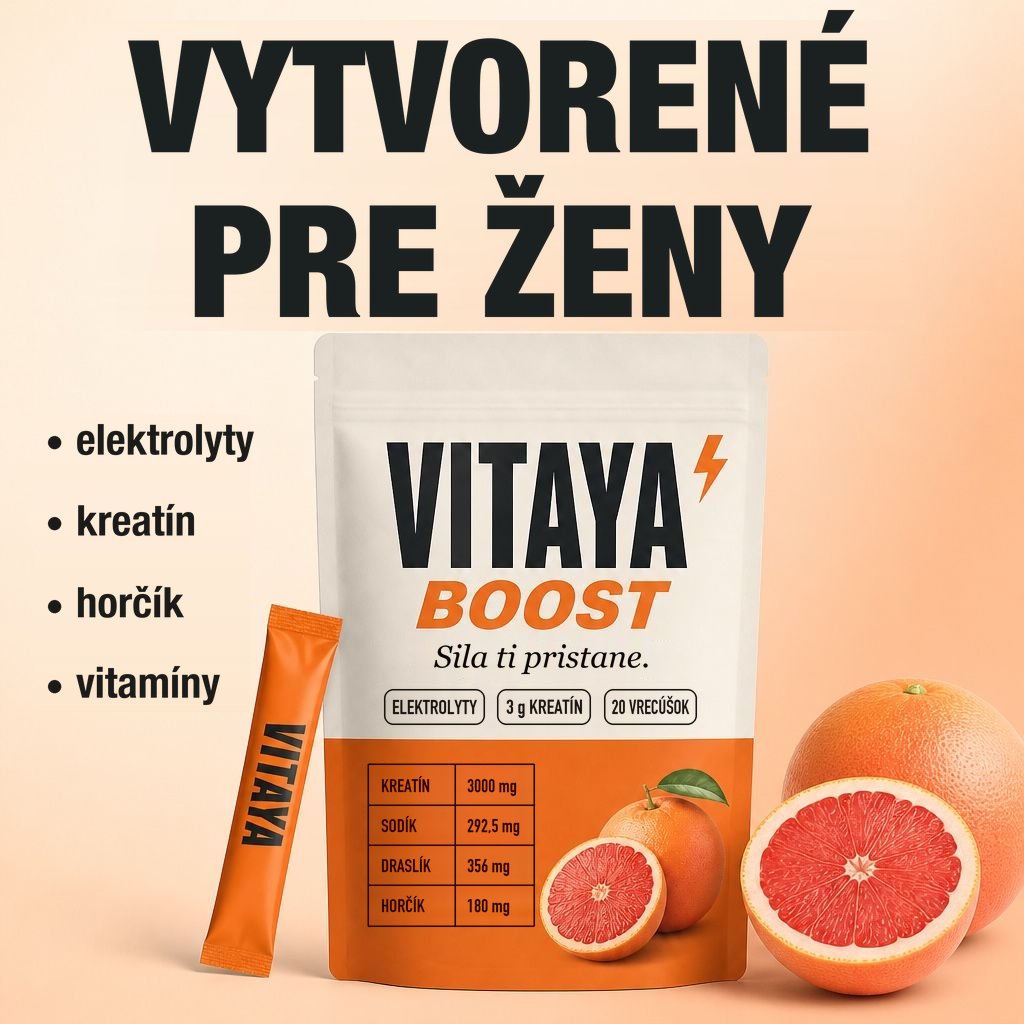 VYTVORENÉ
PRE ŽENY
• elektrolyty
• kreatín
• horčík
• vitamíny
VITAYA
VITAYA
BOOST
Sila ti pristane.
ELEKTROLYTY 3 g KREATÍN 20 VRECÚŠOK
KREATÍN 3000 mg
SODÍK 292,5 mg
DRASLÍK 356 mg
HORČÍK 180 mg